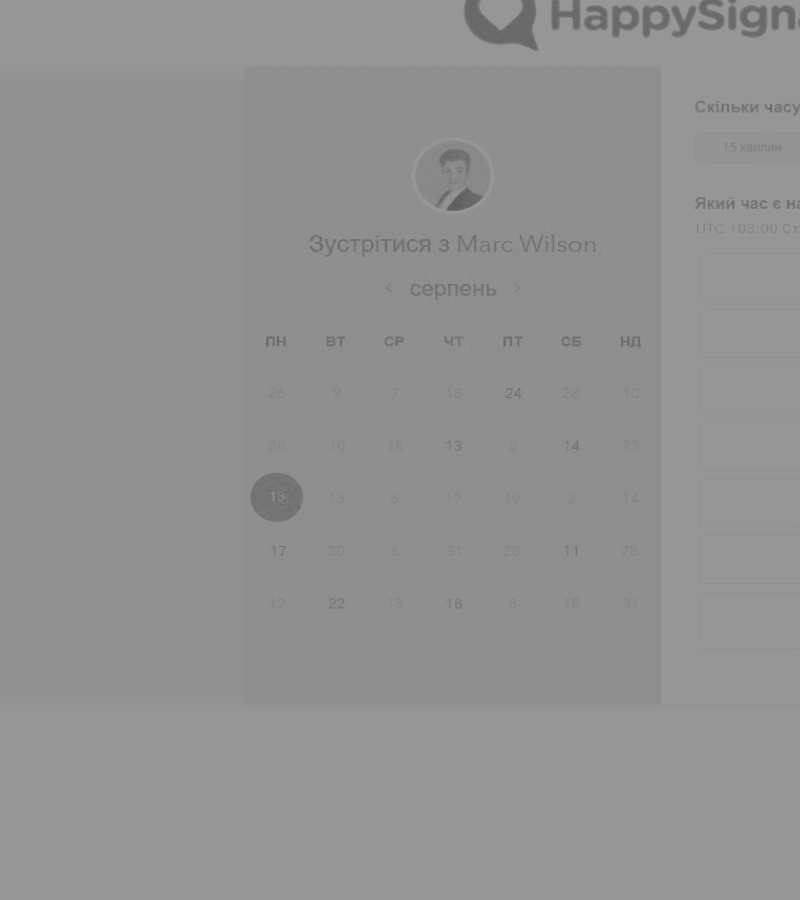 HappySigna
Зустрітися з Marc Wilson
< серпень >
ПН ВТ СР ЧТ ПТ СБ НД
26 9 7 18 24 28 10
28 10 15 13 8 14 23
13 6 19 19 2 14
17 30 6 31 28 11 28
12 22 13 18 8 18 31
Скільки часу
15 хвилин
Який час є на
UTC +03:00 Сх